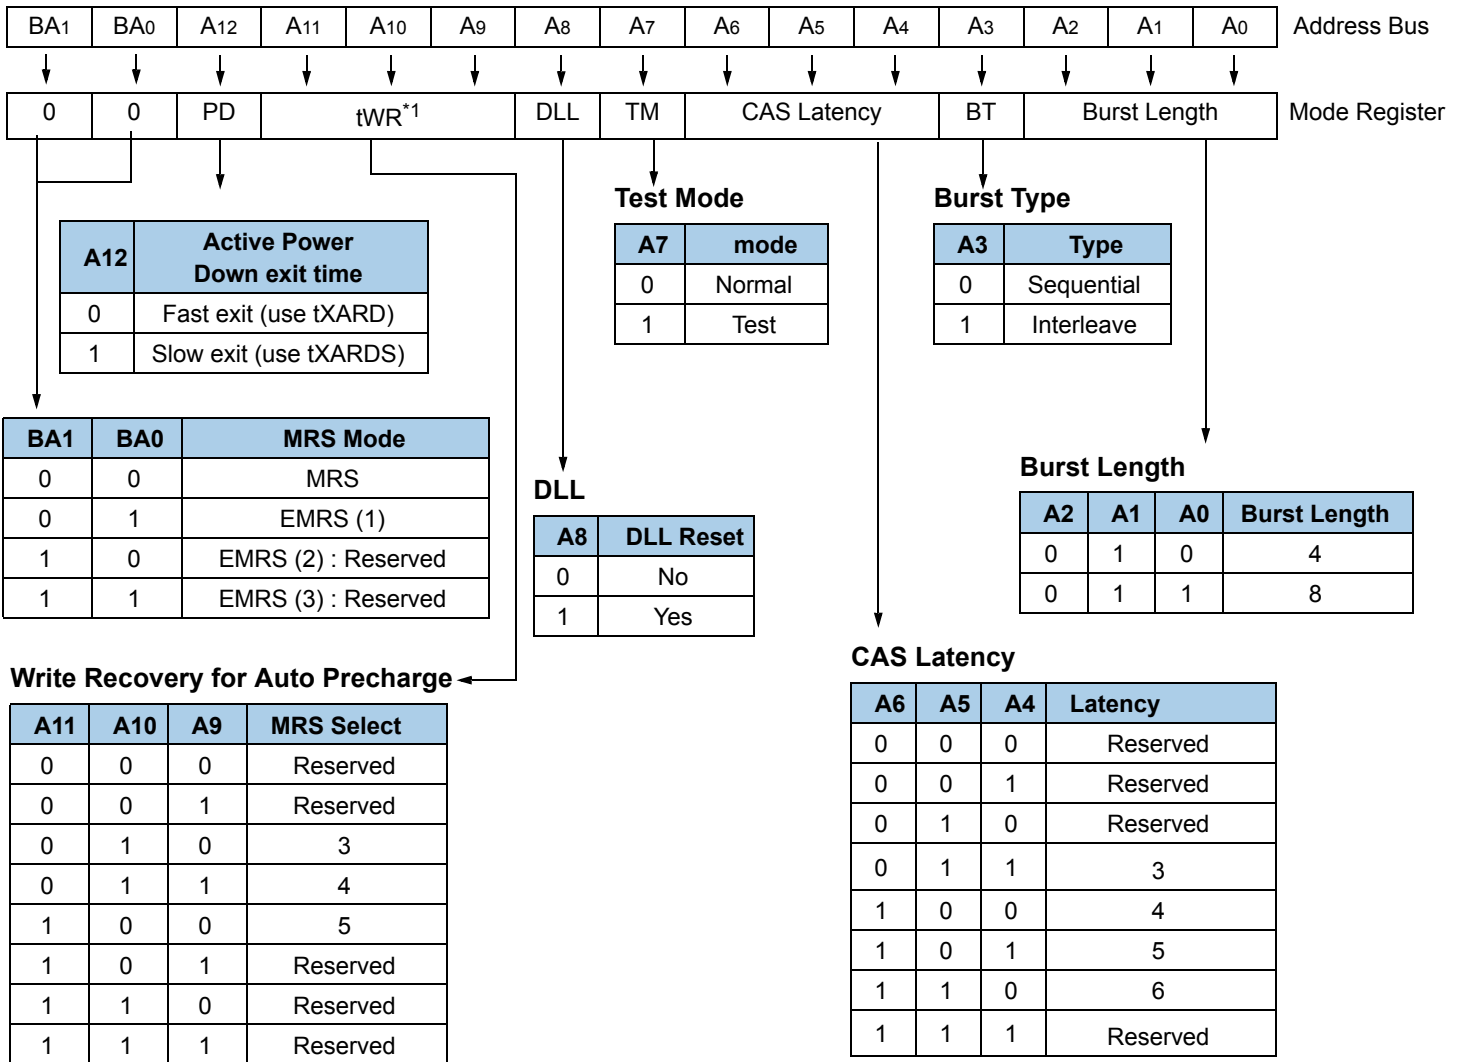 BA1 BA0 A12 A11 A10 A9 A8 A7 A6 A5 A4 A3 A2 A1 A0 Address Bus
0 0 PD tWR*1 DLL TM CAS Latency BT Burst Length Mode Register
A12 Active Power Down exit time
0 Fast exit (use tXARD)
1 Slow exit (use tXARDS)
Test Mode
A7 mode
0 Normal
1 Test
Burst Type
A3 Type
0 Sequential
1 Interleave
BA1 BA0 MRS Mode
0 0 MRS
0 1 EMRS (1)
1 0 EMRS (2) : Reserved
1 1 EMRS (3) : Reserved
DLL
A8 DLL Reset
0 No
1 Yes
Burst Length
A2 A1 A0 Burst Length
0 1 0 4
0 1 1 8
Write Recovery for Auto Precharge
A11 A10 A9 MRS Select
0 0 0 Reserved
0 0 1 Reserved
0 1 0 3
0 1 1 4
1 0 0 5
1 0 1 Reserved
1 1 0 Reserved
1 1 1 Reserved
CAS Latency
A6 A5 A4 Latency
0 0 0 Reserved
0 0 1 Reserved
0 1 0 Reserved
0 1 1 3
1 0 0 4
1 0 1 5
1 1 0 6
1 1 1 Reserved